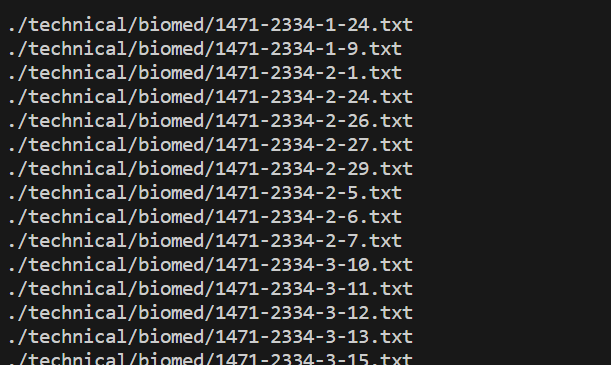 ./technical/biomed/1471-2334-1-24.txt
./technical/biomed/1471-2334-1-9.txt
./technical/biomed/1471-2334-2-1.txt
./technical/biomed/1471-2334-2-24.txt
./technical/biomed/1471-2334-2-26.txt
./technical/biomed/1471-2334-2-27.txt
./technical/biomed/1471-2334-2-29.txt
./technical/biomed/1471-2334-2-5.txt
./technical/biomed/1471-2334-2-6.txt
./technical/biomed/1471-2334-2-7.txt
./technical/biomed/1471-2334-3-10.txt
./technical/biomed/1471-2334-3-11.txt
./technical/biomed/1471-2334-3-12.txt
./technical/biomed/1471-2334-3-13.txt
./technical/biomed/1471-2334-3-15.txt